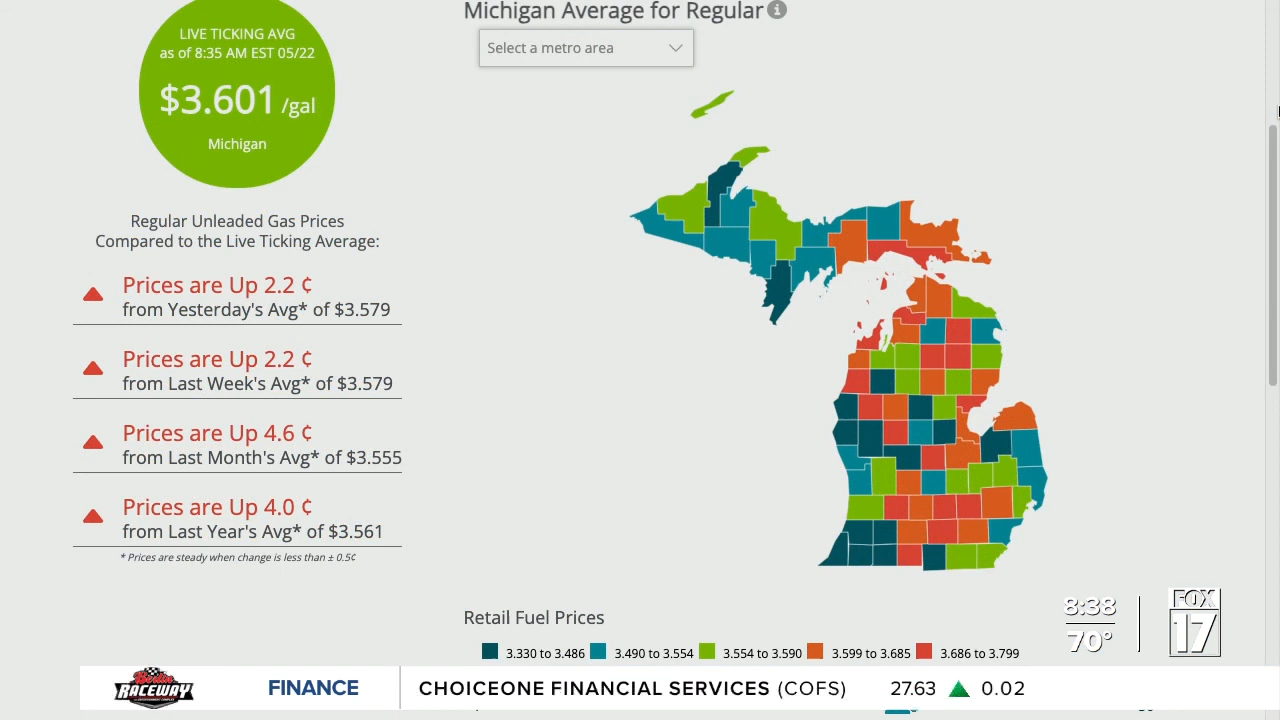 Michigan Average for Regular
Select a metro area
LIVE TICKING AVG
as of 8:35 AM EST 05/22
$3.601 /gal
Michigan
Regular Unleaded Gas Prices
Compared to the Live Ticking Average:
Prices are Up 2.2 ¢
from Yesterday's Avg* of $3.579
Prices are Up 2.2 ¢
from Last Week's Avg* of $3.579
Prices are Up 4.6 ¢
from Last Month's Avg* of $3.555
Prices are Up 4.0 ¢
from Last Year's Avg* of $3.561
* Prices are steady when change is less than ± 0.5¢
Retail Fuel Prices
3.330 to 3.486 3.490 to 3.554 3.554 to 3.590 3.599 to 3.685 3.686 to 3.799
8:38
70°
FOX
17
Berlin
RACEWAY
FINANCE
CHOICEONE FINANCIAL SERVICES (COFS) 27.63 0.02